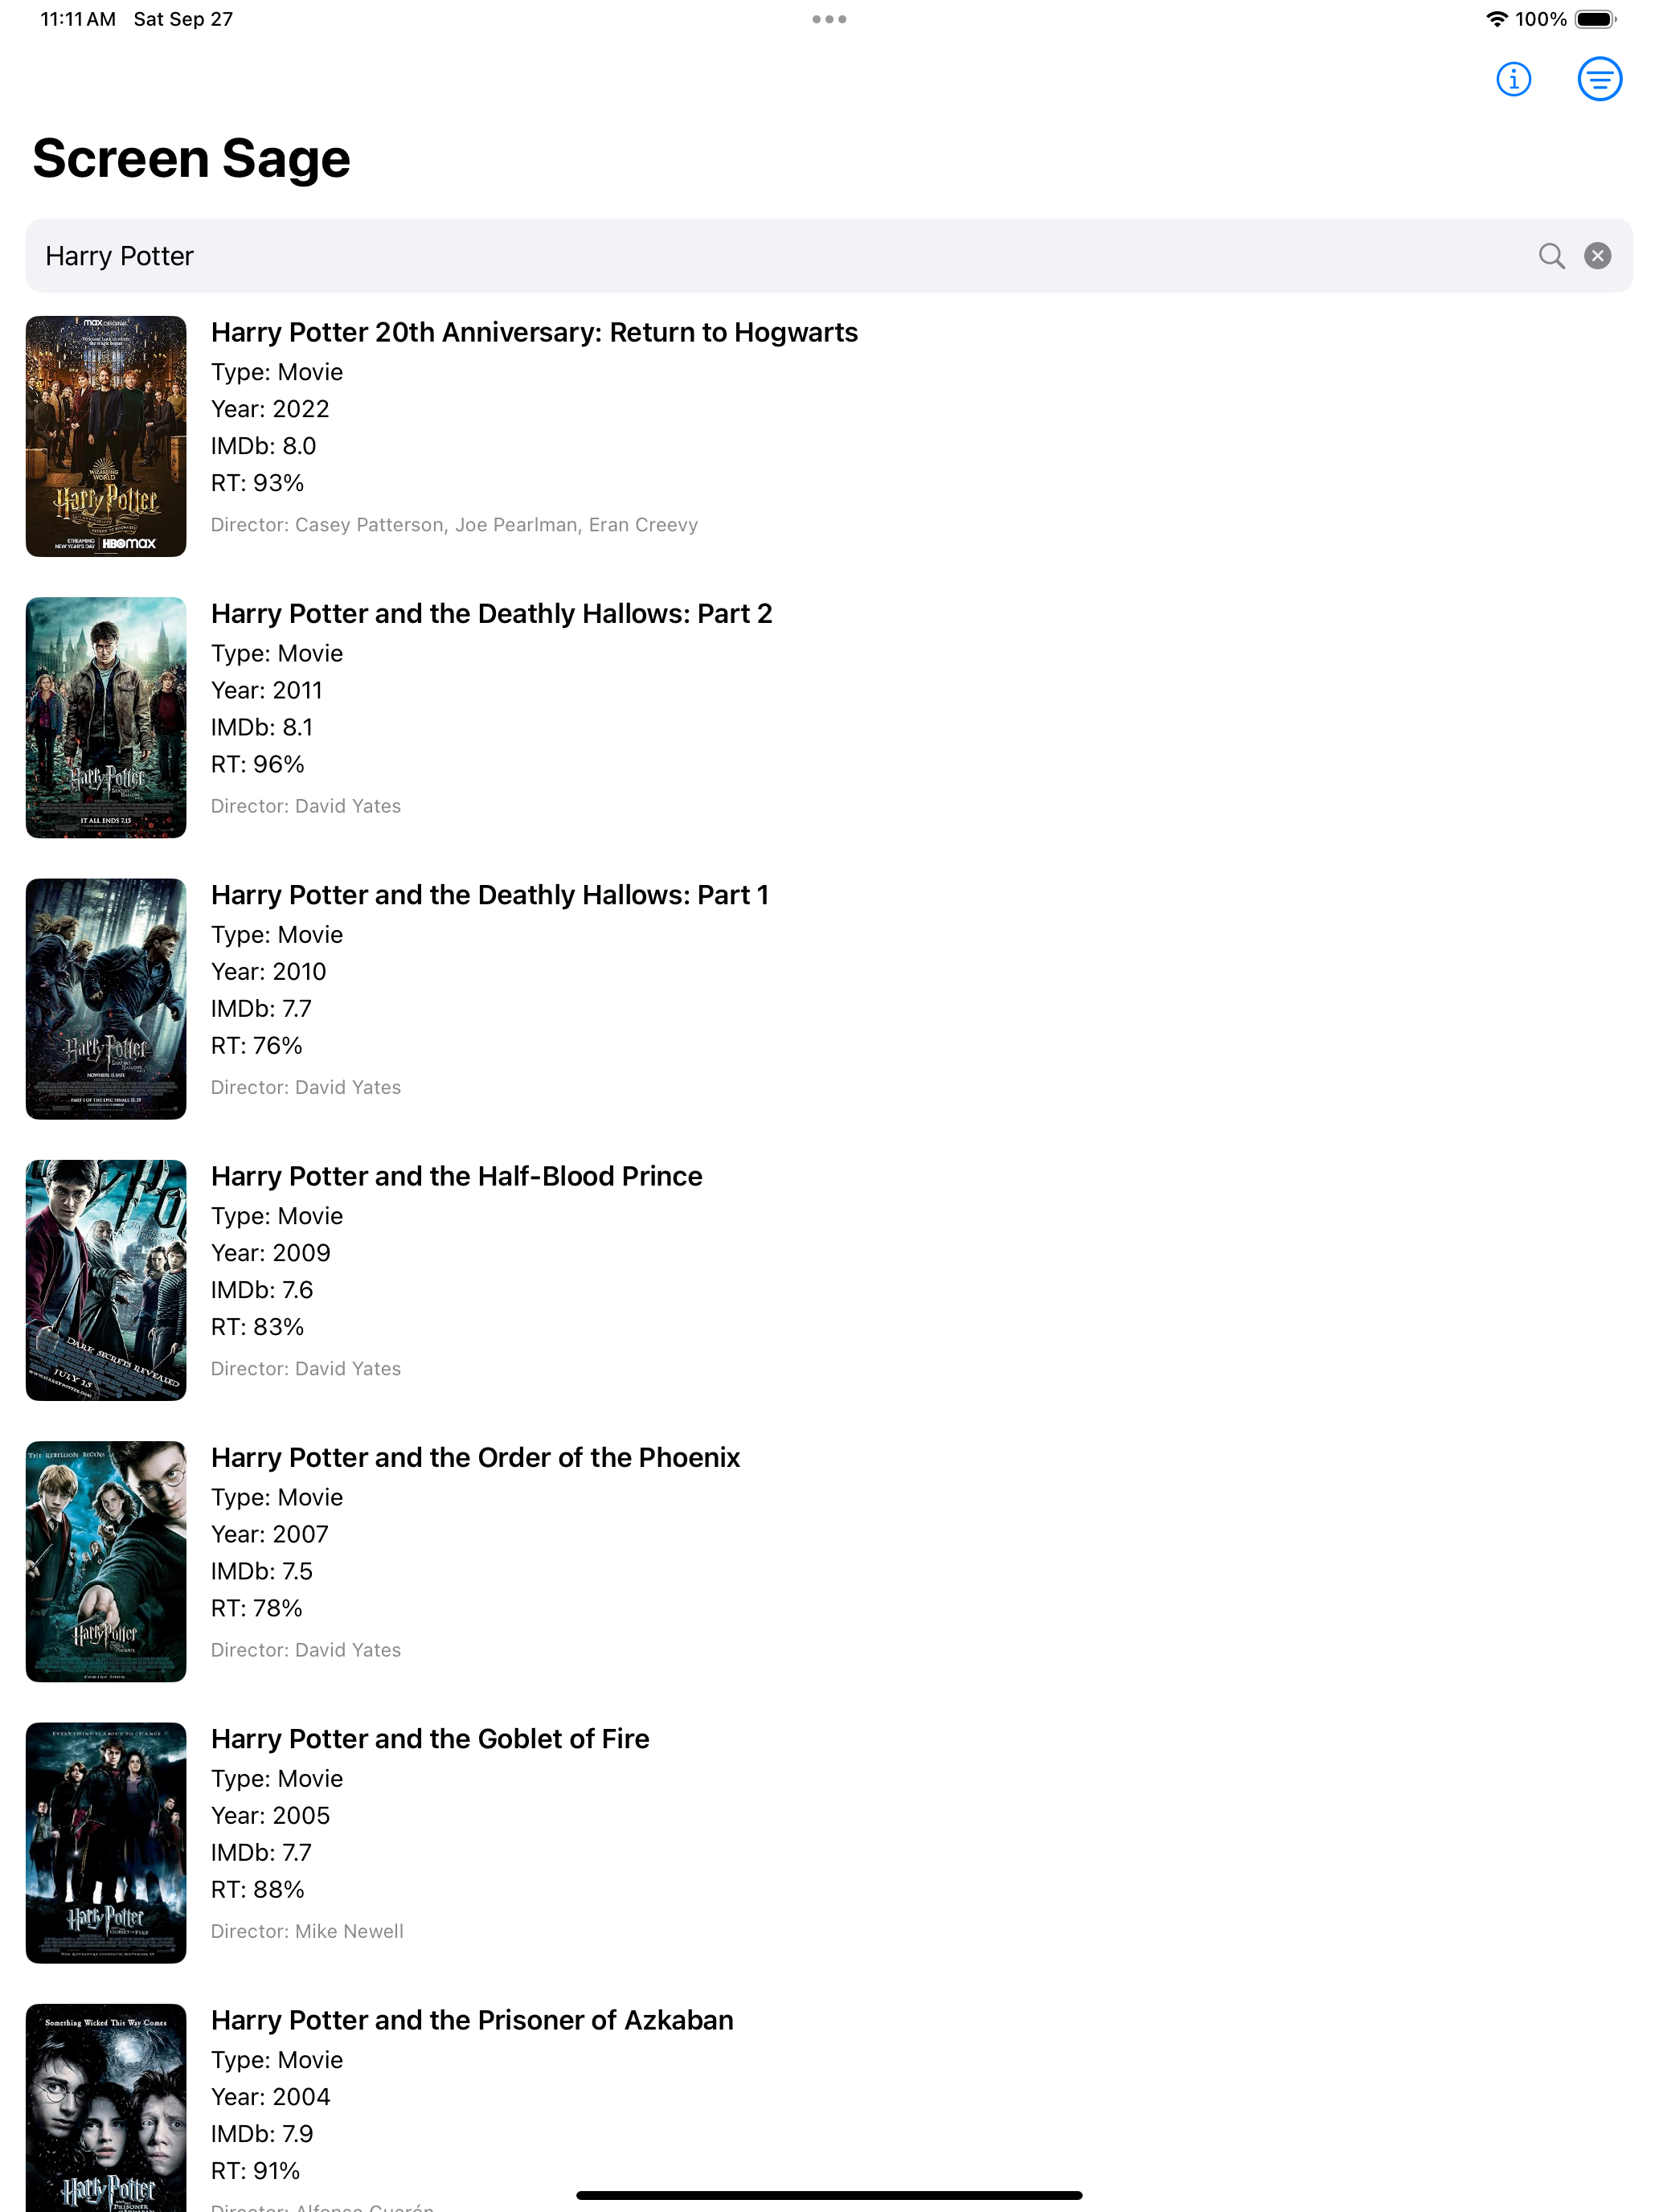 11:11 AM Sat Sep 27
100%
Screen Sage
Harry Potter
max ORIGINAL
WIZARDING
WORLD
Harry Potter
STREAMING
NEW YEAR'S DAY
HBOmax
Harry Potter 20th Anniversary: Return to Hogwarts
Type: Movie
Year: 2022
IMDb: 8.0
RT: 93%
Director: Casey Patterson, Joe Pearlman, Eran Creevy
Harry Potter
IT ALL ENDS 7.15
Harry Potter and the Deathly Hallows: Part 2
Type: Movie
Year: 2011
IMDb: 8.1
RT: 96%
Director: David Yates
Harry Potter
NOWHERE IS SAFE
Harry Potter and the Deathly Hallows: Part 1
Type: Movie
Year: 2010
IMDb: 7.7
RT: 76%
Director: David Yates
DARK SECRETS REVEALED
JULY 15
Harry Potter and the Half-Blood Prince
Type: Movie
Year: 2009
IMDb: 7.6
RT: 83%
Director: David Yates
THE REBELLION BEGINS
Harry Potter
Harry Potter and the Order of the Phoenix
Type: Movie
Year: 2007
IMDb: 7.5
RT: 78%
Director: David Yates
EVERYTHING IS ABOUT TO CHANGE
Harry Potter
Harry Potter and the Goblet of Fire
Type: Movie
Year: 2005
IMDb: 7.7
RT: 88%
Director: Mike Newell
Something Wicked This Way Comes
Harry Potter
Harry Potter and the Prisoner of Azkaban
Type: Movie
Year: 2004
IMDb: 7.9
RT: 91%
Director: Alfonso Cuarón